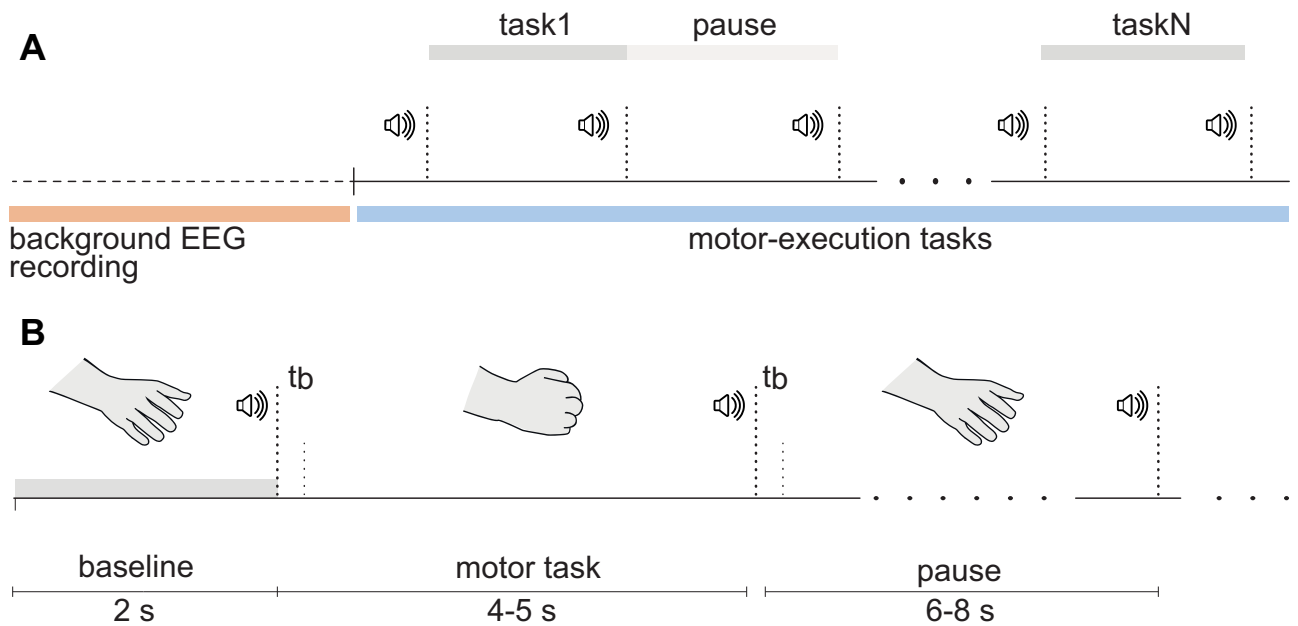 A
task1
pause
taskN
background EEG
recording
motor-execution tasks
B
tb
tb
baseline
motor task
pause
2 s
4-5 s
6-8 s